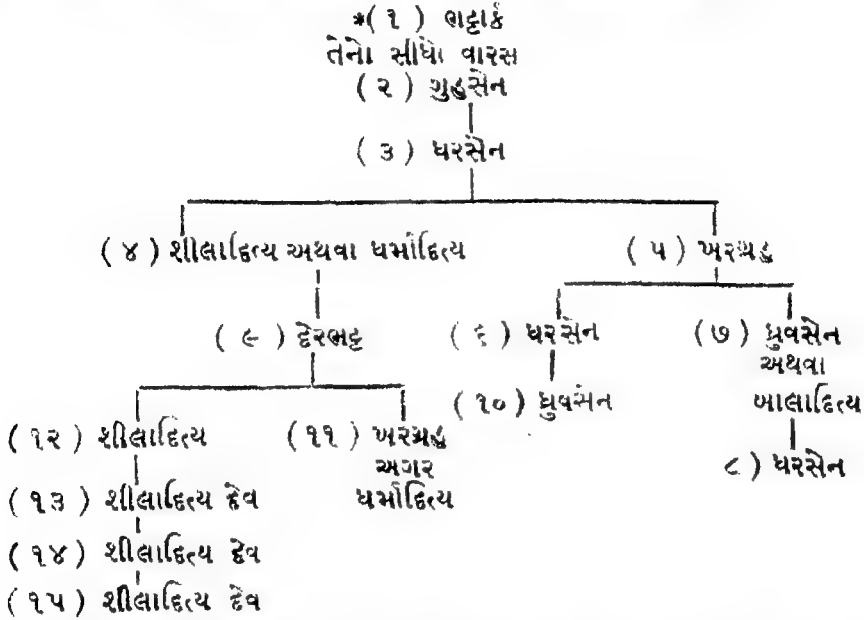 *( ૧ ) ભટ્ટાર્ક
તેનો સીધો વારસ
( ૨ ) ગુહસેન
( ૩ ) ધરસેન
( ૪ ) શીલાદિત્ય અથવા ધર્માદિત્ય ( ૫ ) ખરગ્રહ
( ૯ ) દેરભટ્ટ ( ૬ ) ધરસેન ( ૭ ) ધ્રુવસેન
અથવા
( ૧૦ ) ધ્રુવસેન બાલાદિત્ય
( ૧૨ ) શીલાદિત્ય ( ૧૧ ) ખરગ્રહ
અગર ૮ ) ધરસેન
( ૧૩ ) શીલાદિત્ય દેવ ધર્માદિત્ય
( ૧૪ ) શીલાદિત્ય દેવ
( ૧૫ ) શીલાદિત્ય દેવ